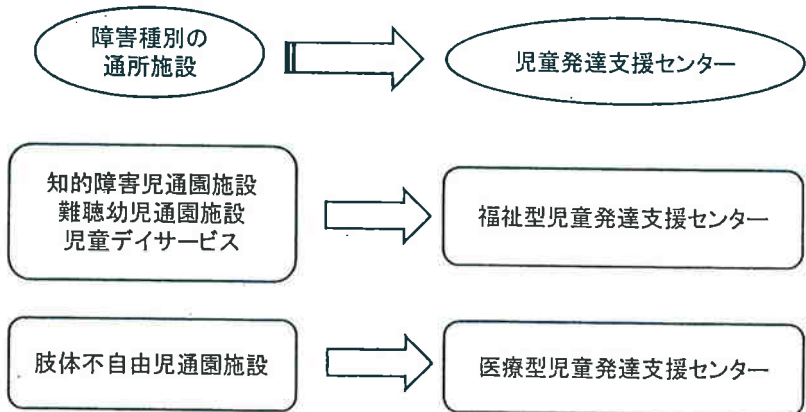 障害種別の
通所施設
児童発達支援センター
知的障害児通園施設
難聴幼児通園施設
児童デイサービス
福祉型児童発達支援センター
肢体不自由児通園施設
医療型児童発達支援センター